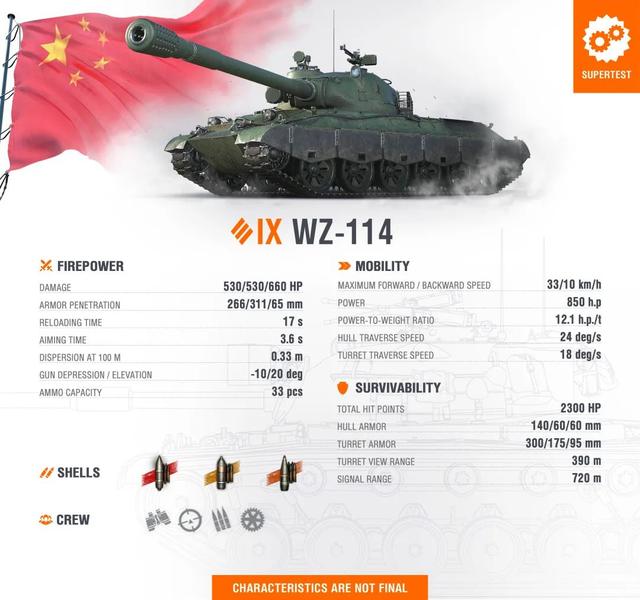 SUPERTEST
IX WZ-114
FIREPOWER
DAMAGE 530/530/660 HP
ARMOR PENETRATION 266/311/65 mm
RELOADING TIME 17 s
AIMING TIME 3.6 s
DISPERSION AT 100 M 0.33 m
GUN DEPRESSION / ELEVATION -10/20 deg
AMMO CAPACITY 33 pcs
SHELLS
CREW
MOBILITY
MAXIMUM FORWARD / BACKWARD SPEED 33/10 km/h
POWER 850 h.p
POWER-TO-WEIGHT RATIO 12.1 h.p./t
HULL TRAVERSE SPEED 24 deg/s
TURRET TRAVERSE SPEED 18 deg/s
SURVIVABILITY
TOTAL HIT POINTS 2300 HP
HULL ARMOR 140/60/60 mm
TURRET ARMOR 300/175/95 mm
TURRET VIEW RANGE 390 m
SIGNAL RANGE 720 m
CHARACTERISTICS ARE NOT FINAL